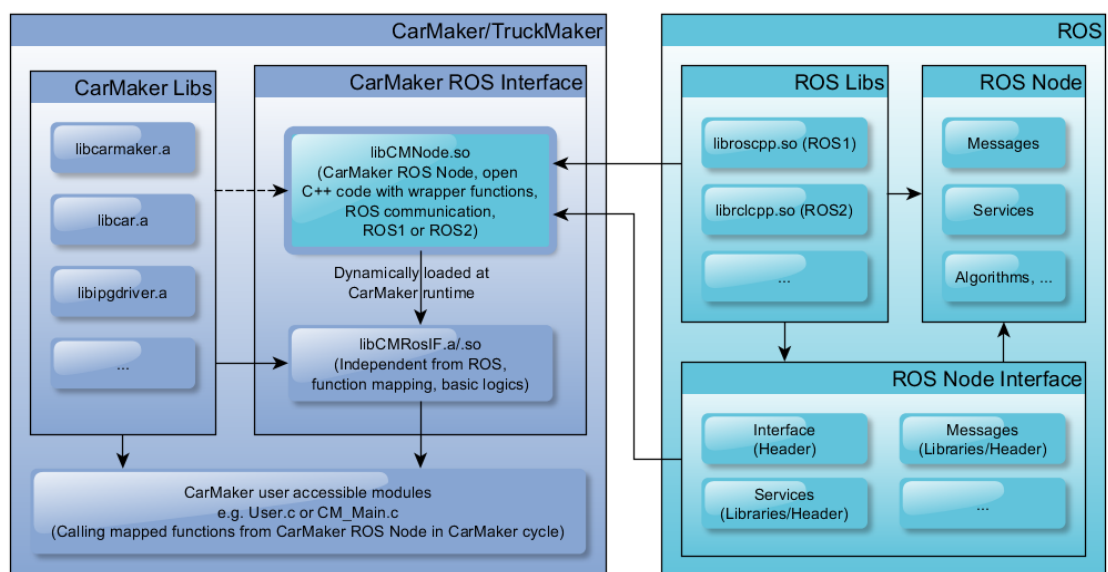 CarMaker/TruckMaker
CarMaker Libs
libcarmaker.a
libcar.a
libipgdriver.a
...
CarMaker ROS Interface
libCMNode.so
(CarMaker ROS Node, open
C++ code with wrapper functions,
ROS communication,
ROS1 or ROS2)
Dynamically loaded at
CarMaker runtime
libCMRosIF.a/.so
(Independent from ROS,
function mapping, basic logics)
CarMaker user accessible modules
e.g. User.c or CM_Main.c
(Calling mapped functions from CarMaker ROS Node in CarMaker cycle)
ROS
ROS Libs
libroscpp.so (ROS1)
librclcpp.so (ROS2)
...
ROS Node
Messages
Services
Algorithms, ...
ROS Node Interface
Interface
(Header)
Messages
(Libraries/Header)
Services
(Libraries/Header)
...